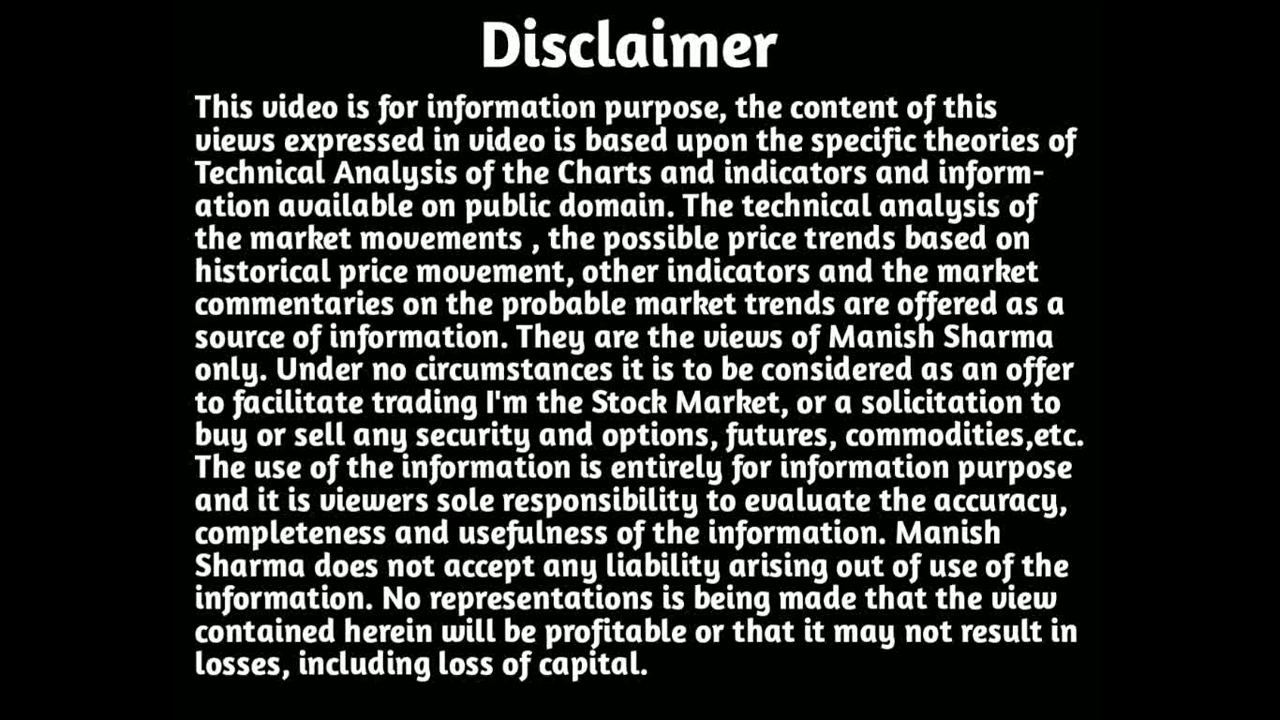 Disclaimer
This video is for information purpose, the content of this
views expressed in video is based upon the specific theories of
Technical Analysis of the Charts and indicators and inform-
ation available on public domain. The technical analysis of
the market movements , the possible price trends based on
historical price movement, other indicators and the market
commentaries on the probable market trends are offered as a
source of information. They are the views of Manish Sharma
only. Under no circumstances it is to be considered as an offer
to facilitate trading I'm the Stock Market, or a solicitation to
buy or sell any security and options, futures, commodities,etc.
The use of the information is entirely for information purpose
and it is viewers sole responsibility to evaluate the accuracy,
completeness and usefulness of the information. Manish
Sharma does not accept any liability arising out of use of the
information. No representations is being made that the view
contained herein will be profitable or that it may not result in
losses, including loss of capital.